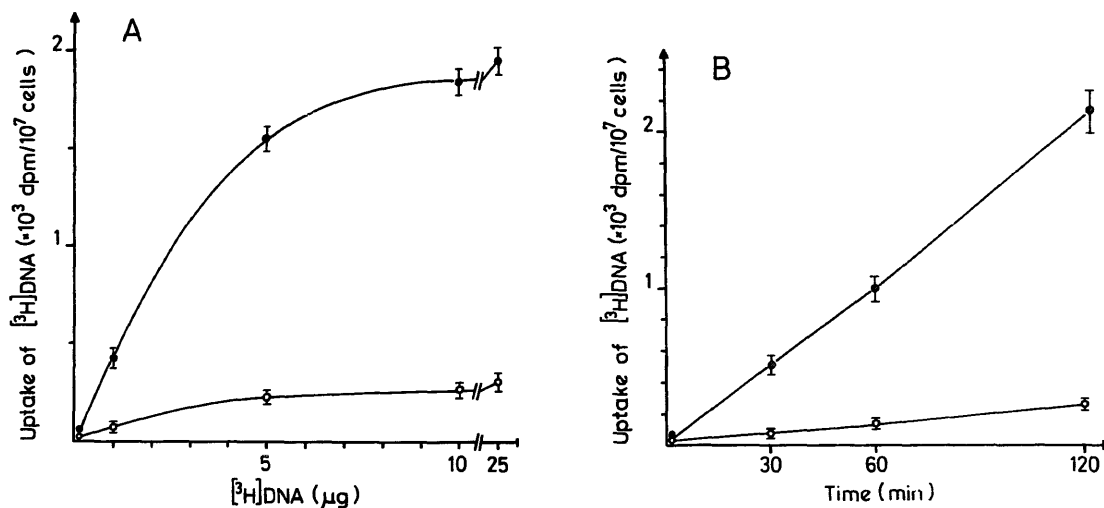 A
Uptake of [³H]DNA (×10³ dpm/10⁷ cells)
2
1
5
10
25
[³H]DNA (µg)
B
Uptake of [³H]DNA (×10³ dpm/10⁷ cells)
2
1
30
60
120
Time (min)